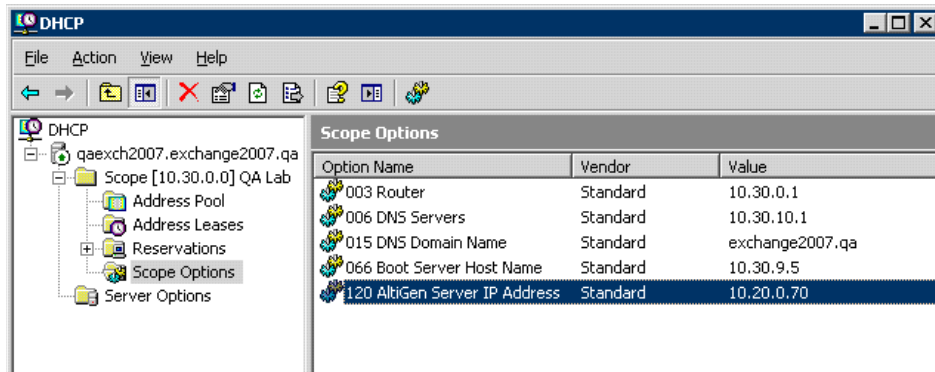 DHCP
File Action View Help
DHCP
qaexch2007.exchange2007.qa
Scope [10.30.0.0] QA Lab
Address Pool
Address Leases
Reservations
Scope Options
Server Options
Scope Options
Option Name Vendor Value
003 Router Standard 10.30.0.1
006 DNS Servers Standard 10.30.10.1
015 DNS Domain Name Standard exchange2007.qa
066 Boot Server Host Name Standard 10.30.9.5
120 AltiGen Server IP Address Standard 10.20.0.70